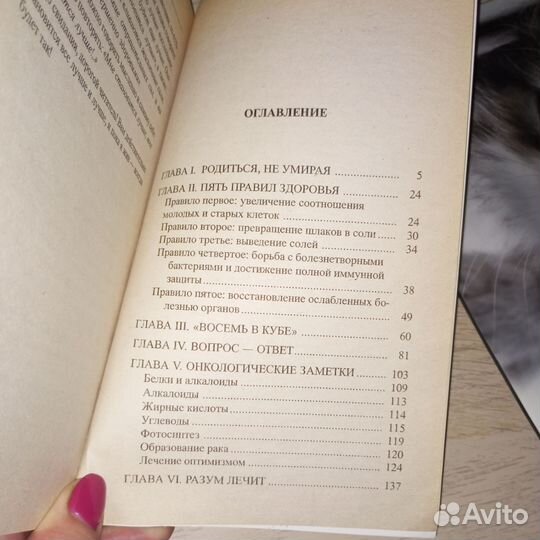 ОГЛАВЛЕНИЕ
ГЛАВА I. РОДИТЬСЯ, НЕ УМИРАЯ 5
ГЛАВА II. ПЯТЬ ПРАВИЛ ЗДОРОВЬЯ 24
Правило первое: увеличение соотношения
молодых и старых клеток 24
Правило второе: превращение шлаков в соли 30
Правило третье: выведение солей 34
Правило четвертое: борьба с болезнетворными
бактериями и достижение полной иммунной
защиты 38
Правило пятое: восстановление ослабленных бо-
лезнью органов 49
ГЛАВА III. «ВОСЕМЬ В КУБЕ» 60
ГЛАВА IV. ВОПРОС — ОТВЕТ 81
ГЛАВА V. ОНКОЛОГИЧЕСКИЕ ЗАМЕТКИ 103
Белки и алкалоиды 109
Алкалоиды 113
Жирные кислоты 114
Углеводы 115
Фотосинтез 119
Образование рака 120
Лечение оптимизмом 124
ГЛАВА VI. РАЗУМ ЛЕЧИТ 137
Avito